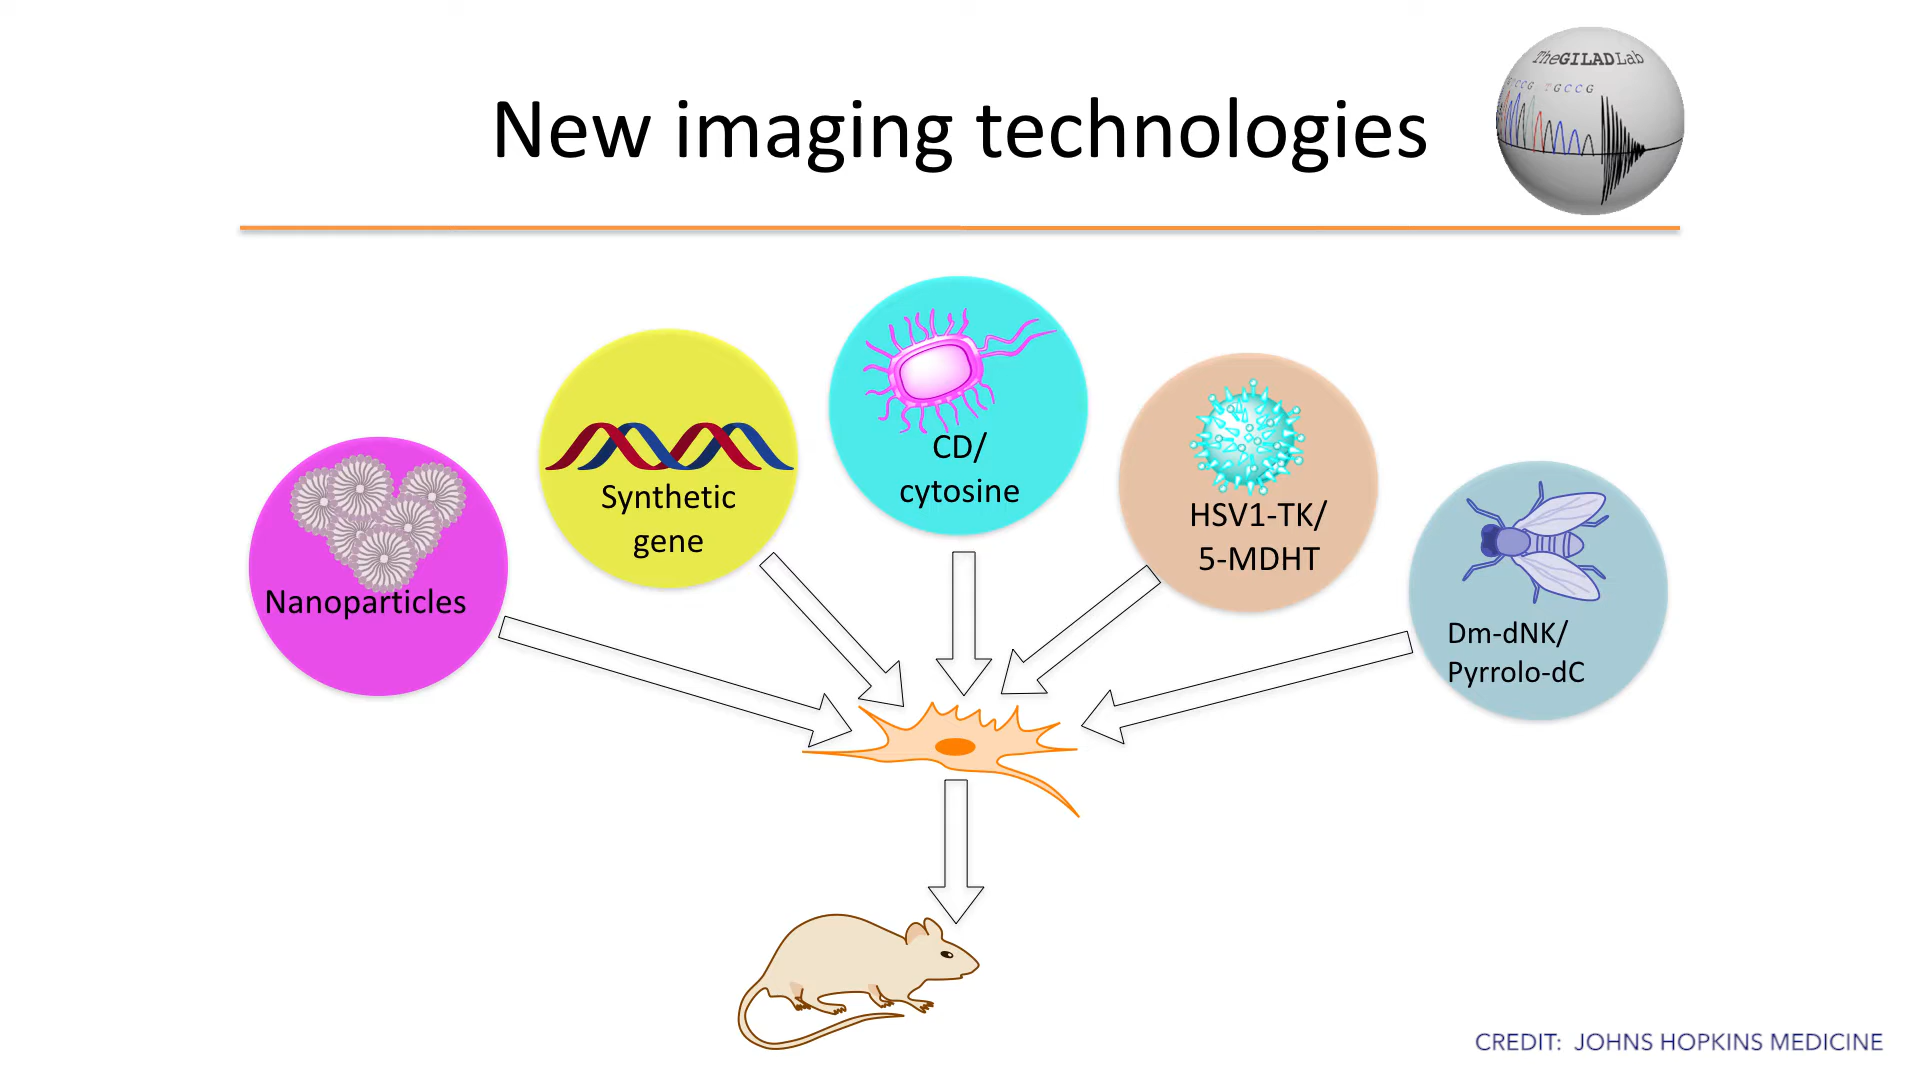 TheGILADLab
TGCCG
New imaging technologies
CD/
cytosine
Synthetic
gene
HSV1-TK/
5-MDHT
Nanoparticles
Dm-dNK/
Pyrrolo-dC
CREDIT: JOHNS HOPKINS MEDICINE